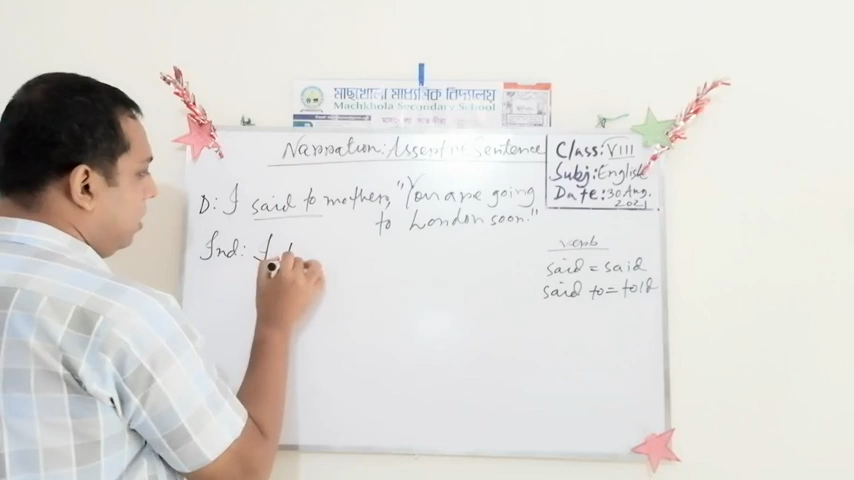 মাছখোলা মাধ্যমিক বিদ্যালয়
Machkhola Secondary School
Narration: Assertive Sentence
Class: VIII
Subj: English
Date: 30 Aug. 2021
D: I said to mother, "You are going
to London soon."
Ind: I t
verb
said = said
said to = told